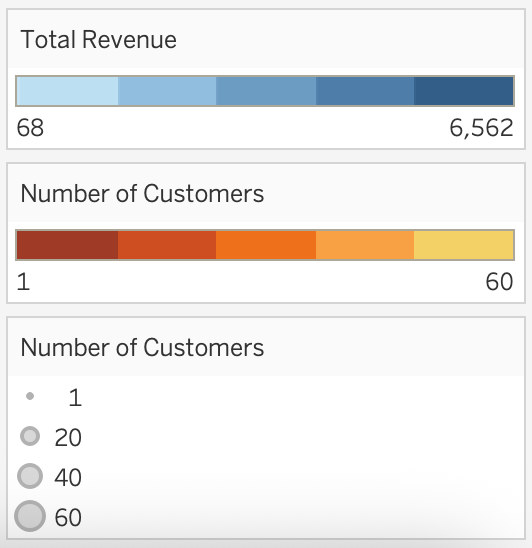 Total Revenue
68 6,562
Number of Customers
1 60
Number of Customers
1
20
40
60